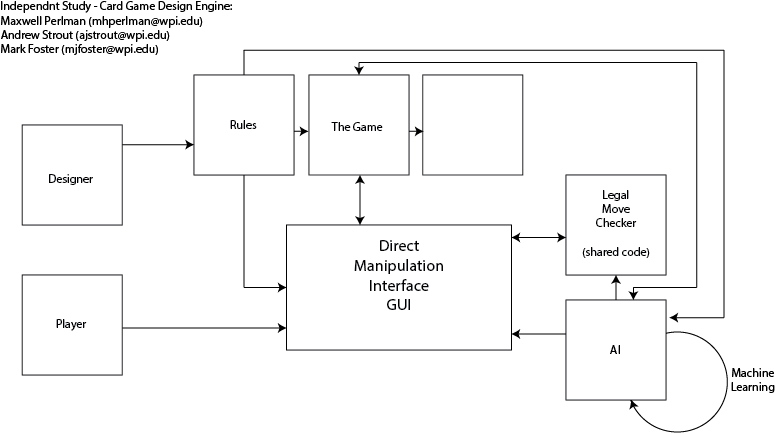 Independnt Study - Card Game Design Engine:
Maxwell Perlman (mhperlman@wpi.edu)
Andrew Strout (ajstrout@wpi.edu)
Mark Foster (mjfoster@wpi.edu)
Rules
The Game
Designer
Legal
Move
Checker
(shared code)
Direct
Manipulation
Interface
GUI
Player
AI
Machine
Learning